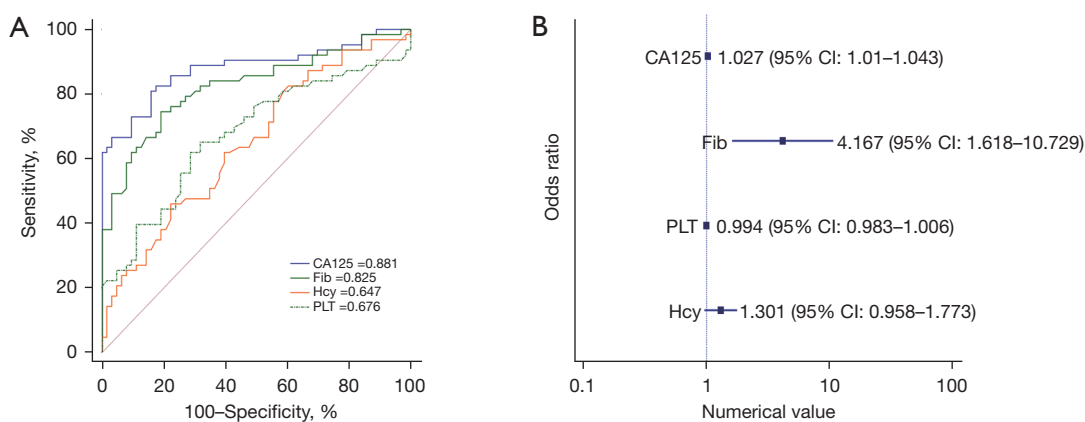 A
Sensitivity, %
100
80
60
40
20
0
CA125 =0.881
Fib =0.825
Hcy =0.647
PLT =0.676
0 20 40 60 80 100
100–Specificity, %
B
Odds ratio
CA125 1.027 (95% CI: 1.01–1.043)
Fib 4.167 (95% CI: 1.618–10.729)
PLT 0.994 (95% CI: 0.983–1.006)
Hcy 1.301 (95% CI: 0.958–1.773)
0.1 1 10 100
Numerical value